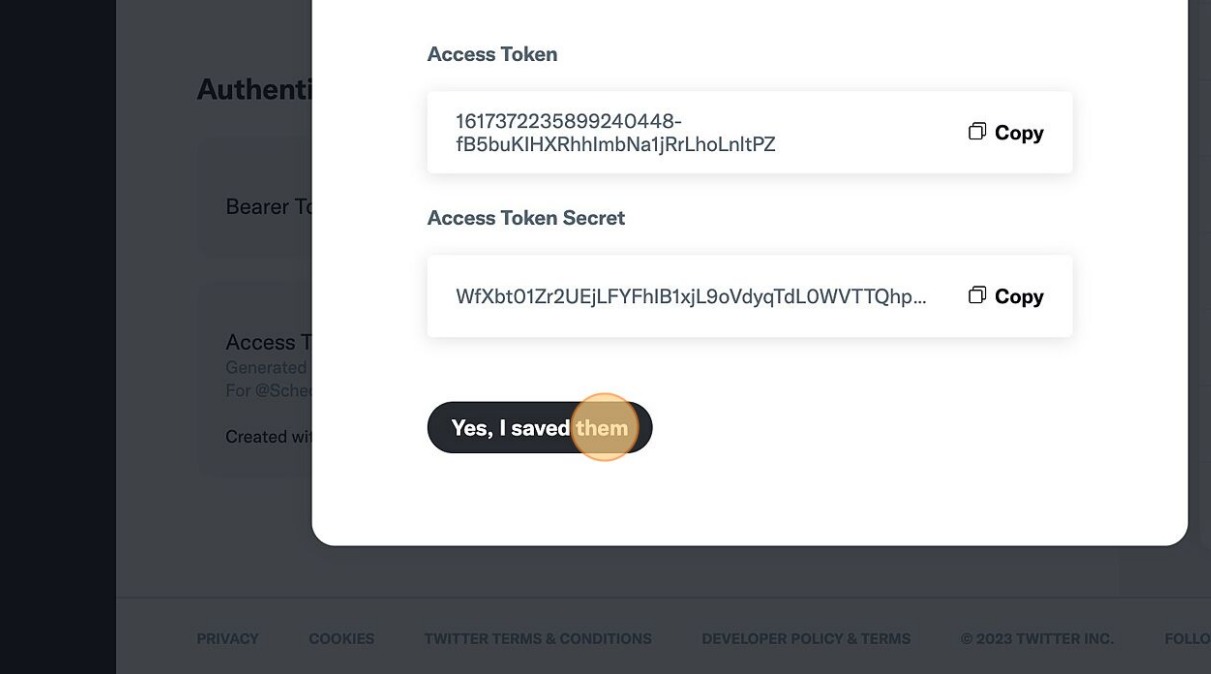 Access Token
Authenti
1617372235899240448-
fB5buKIHXRhhImbNa1jRrLhoLnltPZ
Copy
Bearer To
Access Token Secret
WfXbt01Zr2UEjLFYFhIB1xjL9oVdyqTdL0WVTTQhp...
Copy
Access T
Generated
For @Sched
Created wit
Yes, I saved them
PRIVACY COOKIES TWITTER TERMS & CONDITIONS DEVELOPER POLICY & TERMS © 2023 TWITTER INC. FOLLO